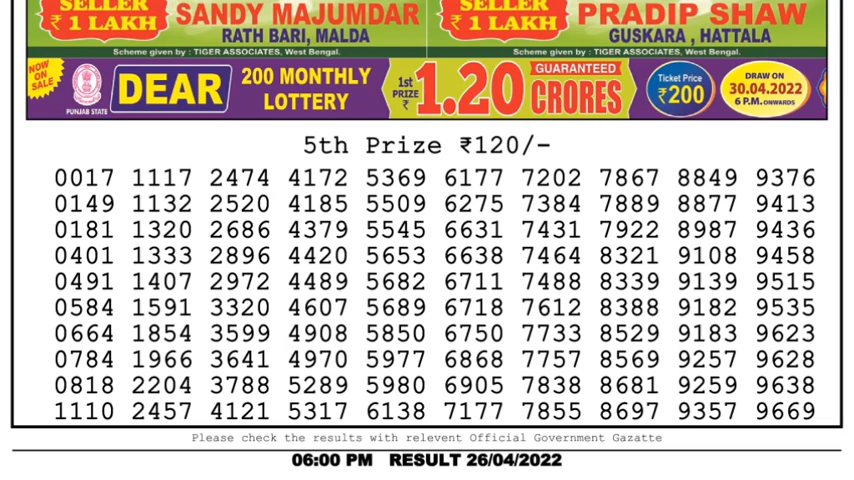 SELLER
₹ 1 LAKH
SANDY MAJUMDAR
RATH BARI, MALDA
Scheme given by : TIGER ASSOCIATES, West Bengal.
SELLER
₹ 1 LAKH
PRADIP SHAW
GUSKARA , HATTALA
Scheme given by : TIGER ASSOCIATES, West Bengal.
NOW
ON
SALE
PUNJAB STATE
DEAR
200 MONTHLY
LOTTERY
1st
PRIZE
₹
1.20
GUARANTEED
CRORES
Ticket Price
₹200
DRAW ON
30.04.2022
6 P.M. ONWARDS
5th Prize ₹120/-
0017 1117 2474 4172 5369 6177 7202 7867 8849 9376
0149 1132 2520 4185 5509 6275 7384 7889 8877 9413
0181 1320 2686 4379 5545 6631 7431 7922 8987 9436
0401 1333 2896 4420 5653 6638 7464 8321 9108 9458
0491 1407 2972 4489 5682 6711 7488 8339 9139 9515
0584 1591 3320 4607 5689 6718 7612 8388 9182 9535
0664 1854 3599 4908 5850 6750 7733 8529 9183 9623
0784 1966 3641 4970 5977 6868 7757 8569 9257 9628
0818 2204 3788 5289 5980 6905 7838 8681 9259 9638
1110 2457 4121 5317 6138 7177 7855 8697 9357 9669
Please check the results with relevent Official Government Gazatte
06:00 PM RESULT 26/04/2022